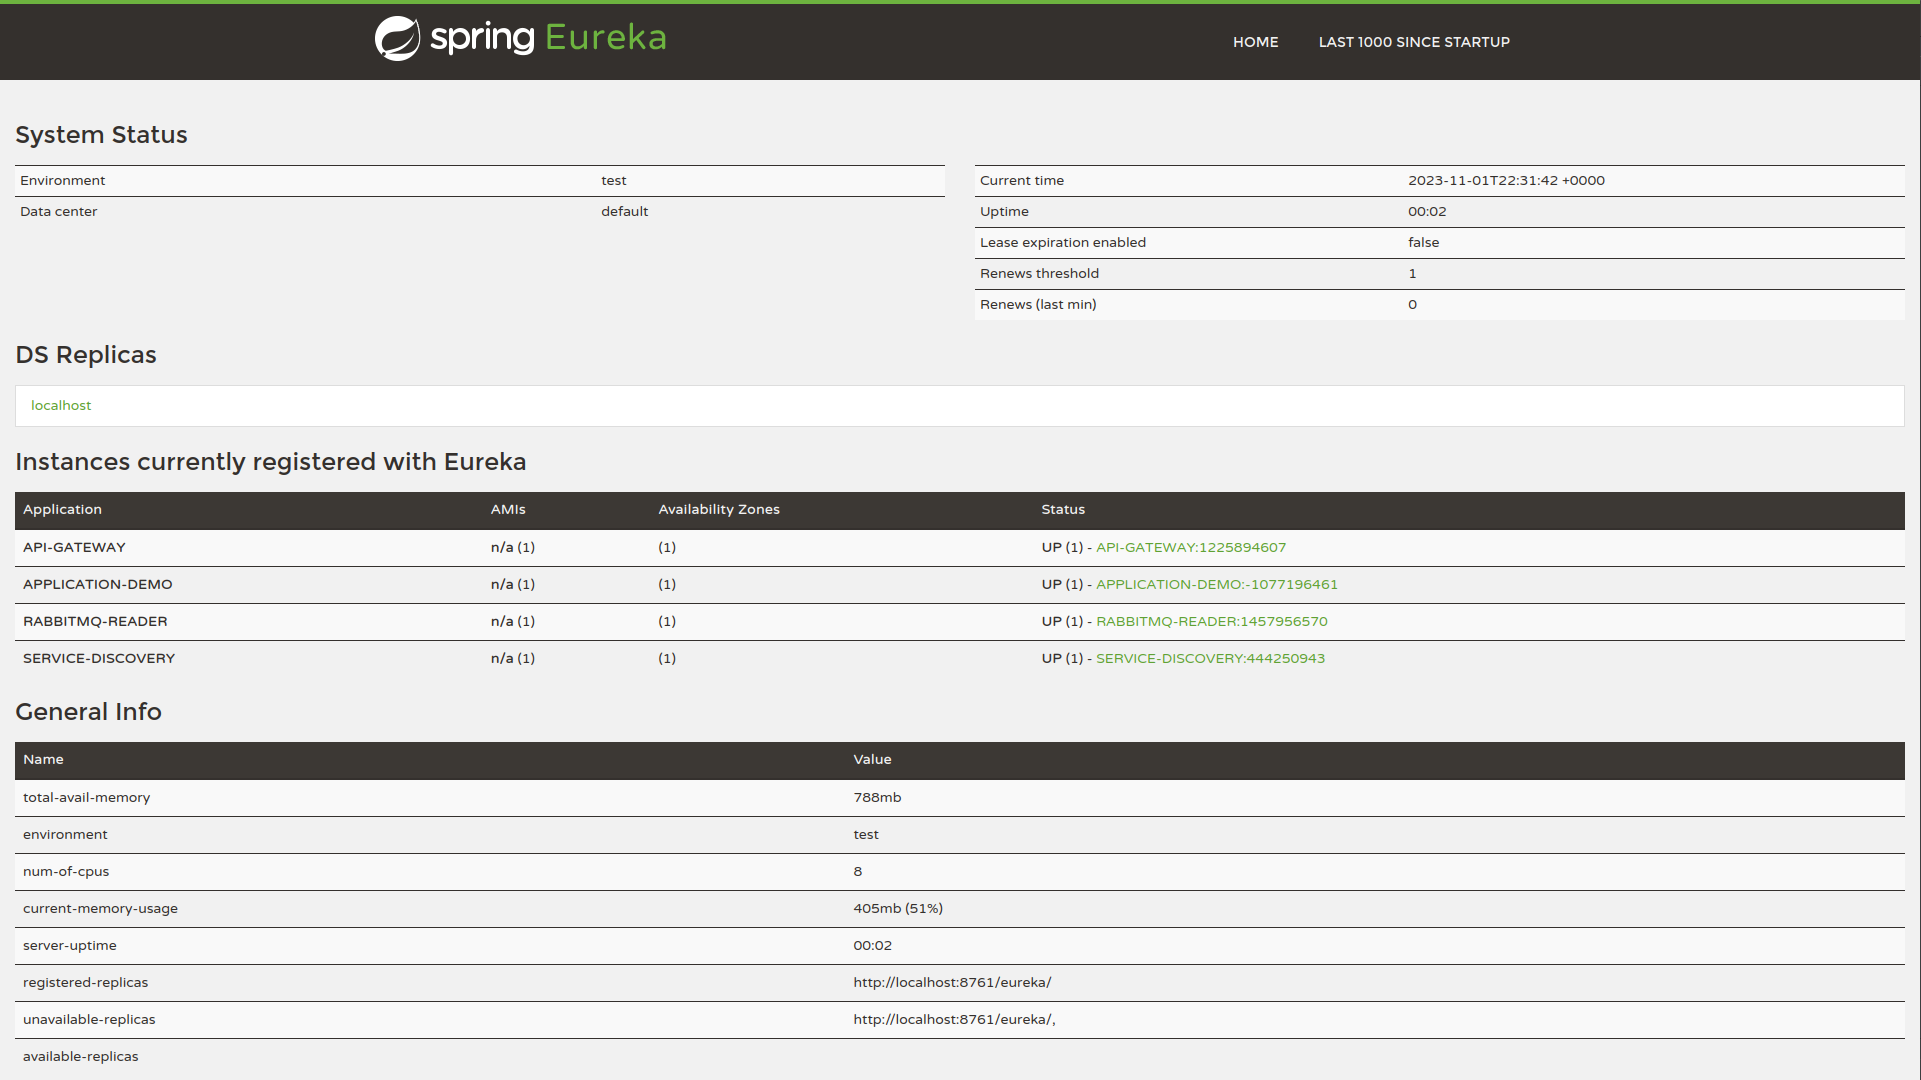 spring Eureka
HOME LAST 1000 SINCE STARTUP
System Status
Environment test
Data center default
Current time 2023-11-01T22:31:42 +0000
Uptime 00:02
Lease expiration enabled false
Renews threshold 1
Renews (last min) 0
DS Replicas
localhost
Instances currently registered with Eureka
Application AMIs Availability Zones Status
API-GATEWAY n/a (1) (1) UP (1) - API-GATEWAY:1225894607
APPLICATION-DEMO n/a (1) (1) UP (1) - APPLICATION-DEMO:-1077196461
RABBITMQ-READER n/a (1) (1) UP (1) - RABBITMQ-READER:1457956570
SERVICE-DISCOVERY n/a (1) (1) UP (1) - SERVICE-DISCOVERY:444250943
General Info
Name Value
total-avail-memory 788mb
environment test
num-of-cpus 8
current-memory-usage 405mb (51%)
server-uptime 00:02
registered-replicas http://localhost:8761/eureka/
unavailable-replicas http://localhost:8761/eureka/,
available-replicas